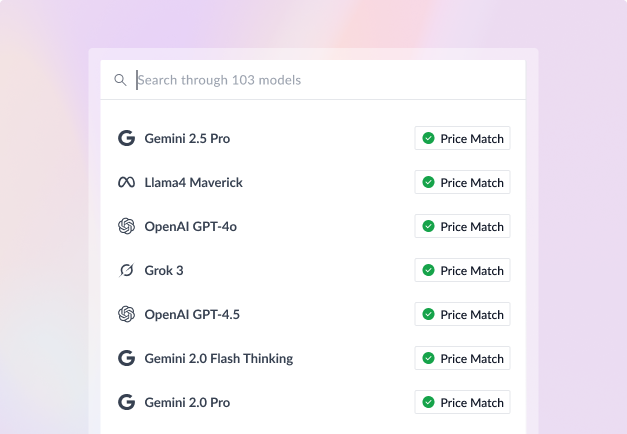 Search through 103 models
Gemini 2.5 Pro Price Match
Llama4 Maverick Price Match
OpenAI GPT-4o Price Match
Grok 3 Price Match
OpenAI GPT-4.5 Price Match
Gemini 2.0 Flash Thinking Price Match
Gemini 2.0 Pro Price Match